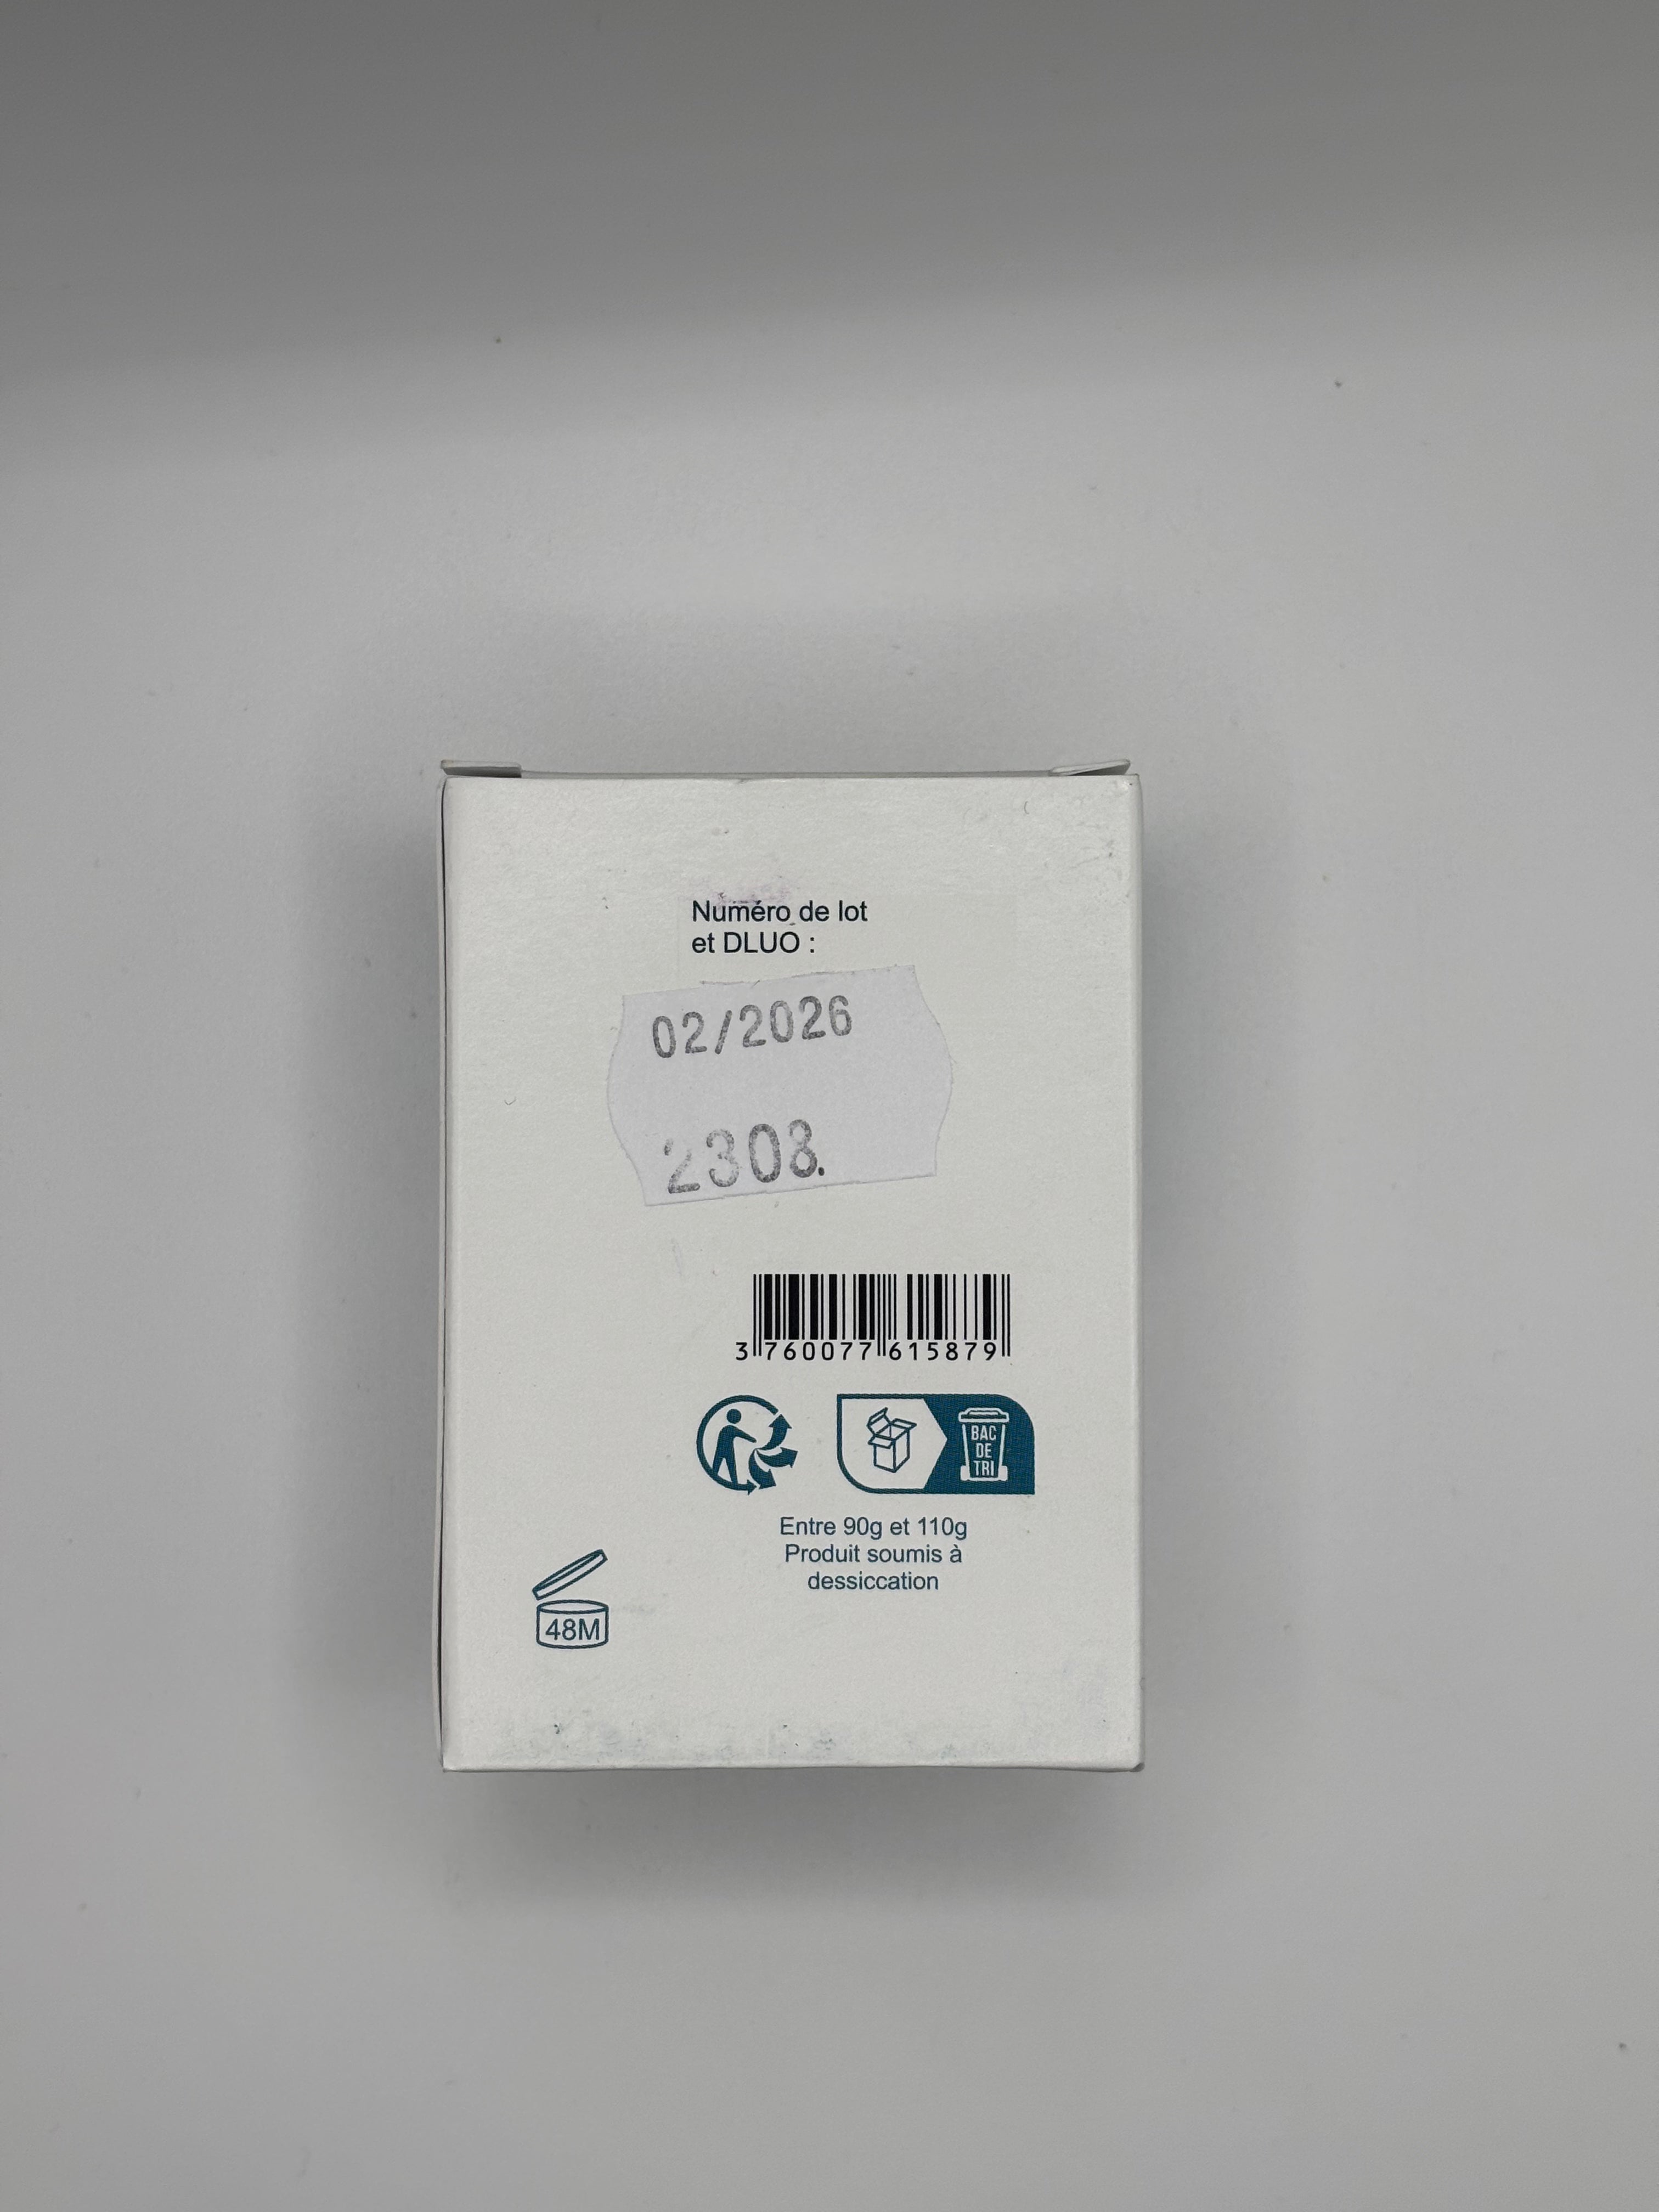 Numéro de lot
et DLUO :
02/2026
2308.
3 760077 615879
BAC
DE
TRI
Entre 90g et 110g
Produit soumis à
dessiccation
48M